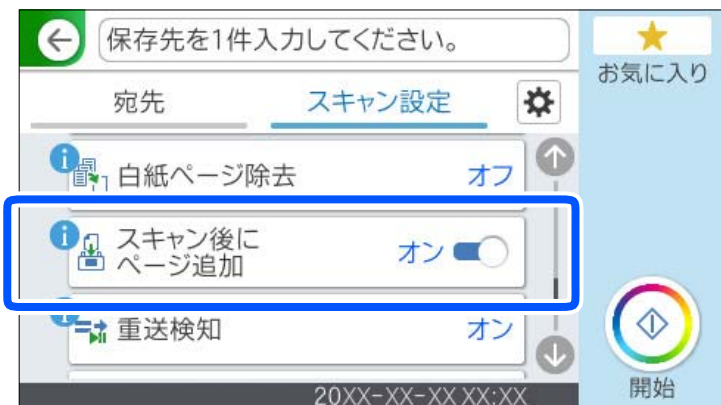 保存先を1件入力してください。
お気に入り
宛先
スキャン設定
白紙ページ除去
オフ
スキャン後に
ページ追加
オン
重送検知
オン
20XX-XX-XX XX:XX
開始